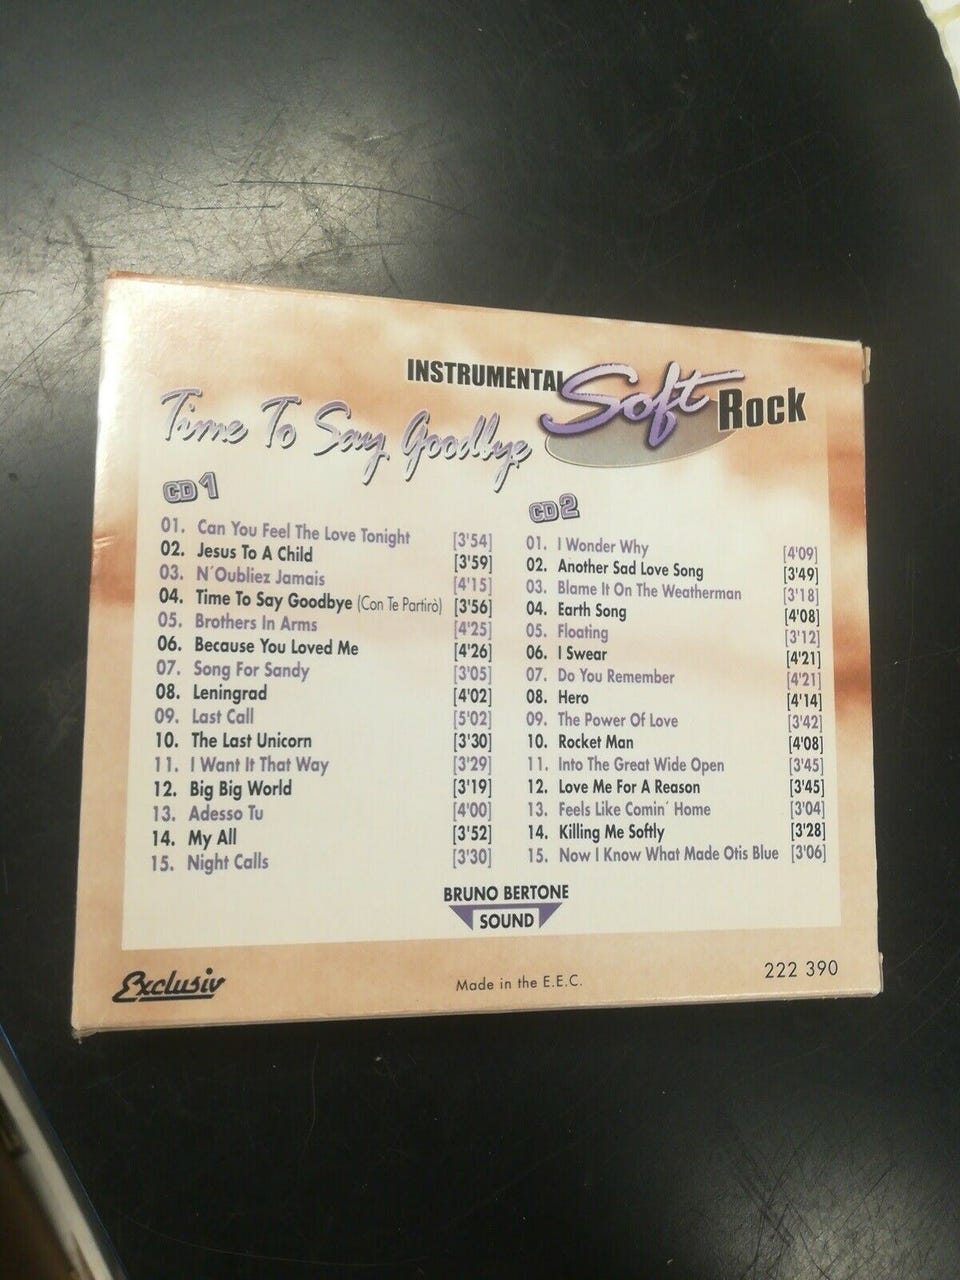 INSTRUMENTAL Soft Rock
Time To Say Goodbye
CD 1
01. Can You Feel The Love Tonight [3'54]
02. Jesus To A Child [3'59]
03. N´Oubliez Jamais [4'15]
04. Time To Say Goodbye (Con Te Partirò) [3'56]
05. Brothers In Arms [4'25]
06. Because You Loved Me [4'26]
07. Song For Sandy [3'05]
08. Leningrad [4'02]
09. Last Call [5'02]
10. The Last Unicorn [3'30]
11. I Want It That Way [3'29]
12. Big Big World [3'19]
13. Adesso Tu [4'00]
14. My All [3'52]
15. Night Calls [3'30]
CD 2
01. I Wonder Why [4'09]
02. Another Sad Love Song [3'49]
03. Blame It On The Weatherman [3'18]
04. Earth Song [4'08]
05. Floating [3'12]
06. I Swear [4'21]
07. Do You Remember [4'21]
08. Hero [4'14]
09. The Power Of Love [3'42]
10. Rocket Man [4'08]
11. Into The Great Wide Open [3'45]
12. Love Me For A Reason [3'45]
13. Feels Like Comin´ Home [3'04]
14. Killing Me Softly [3'28]
15. Now I Know What Made Otis Blue [3'06]
BRUNO BERTONE
SOUND
Exclusiv
Made in the E.E.C.
222 390